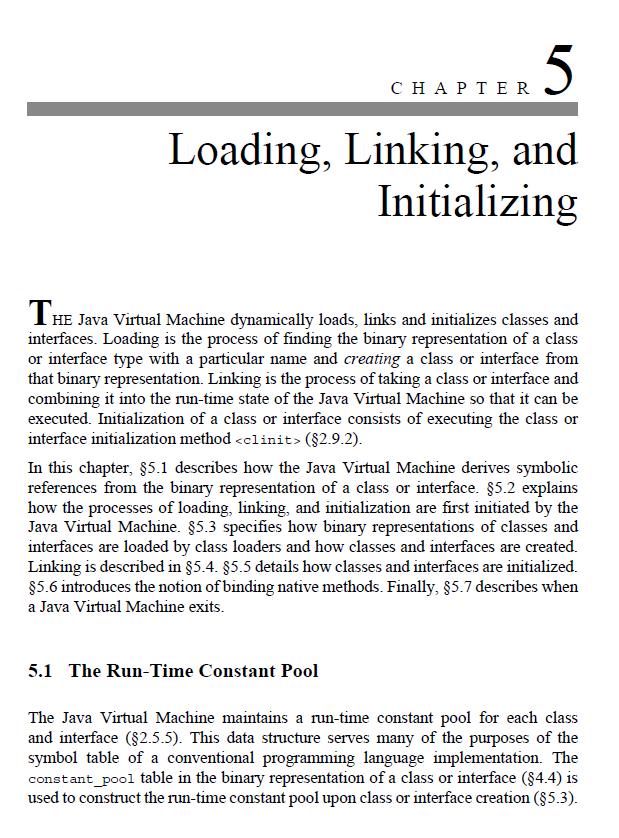 CHAPTER 5
Loading, Linking, and
Initializing
THE Java Virtual Machine dynamically loads, links and initializes classes and
interfaces. Loading is the process of finding the binary representation of a class
or interface type with a particular name and creating a class or interface from
that binary representation. Linking is the process of taking a class or interface and
combining it into the run-time state of the Java Virtual Machine so that it can be
executed. Initialization of a class or interface consists of executing the class or
interface initialization method <clinit> (§2.9.2).
In this chapter, §5.1 describes how the Java Virtual Machine derives symbolic
references from the binary representation of a class or interface. §5.2 explains
how the processes of loading, linking, and initialization are first initiated by the
Java Virtual Machine. §5.3 specifies how binary representations of classes and
interfaces are loaded by class loaders and how classes and interfaces are created.
Linking is described in §5.4. §5.5 details how classes and interfaces are initialized.
§5.6 introduces the notion of binding native methods. Finally, §5.7 describes when
a Java Virtual Machine exits.
5.1 The Run-Time Constant Pool
The Java Virtual Machine maintains a run-time constant pool for each class
and interface (§2.5.5). This data structure serves many of the purposes of the
symbol table of a conventional programming language implementation. The
constant_pool table in the binary representation of a class or interface (§4.4) is
used to construct the run-time constant pool upon class or interface creation (§5.3).